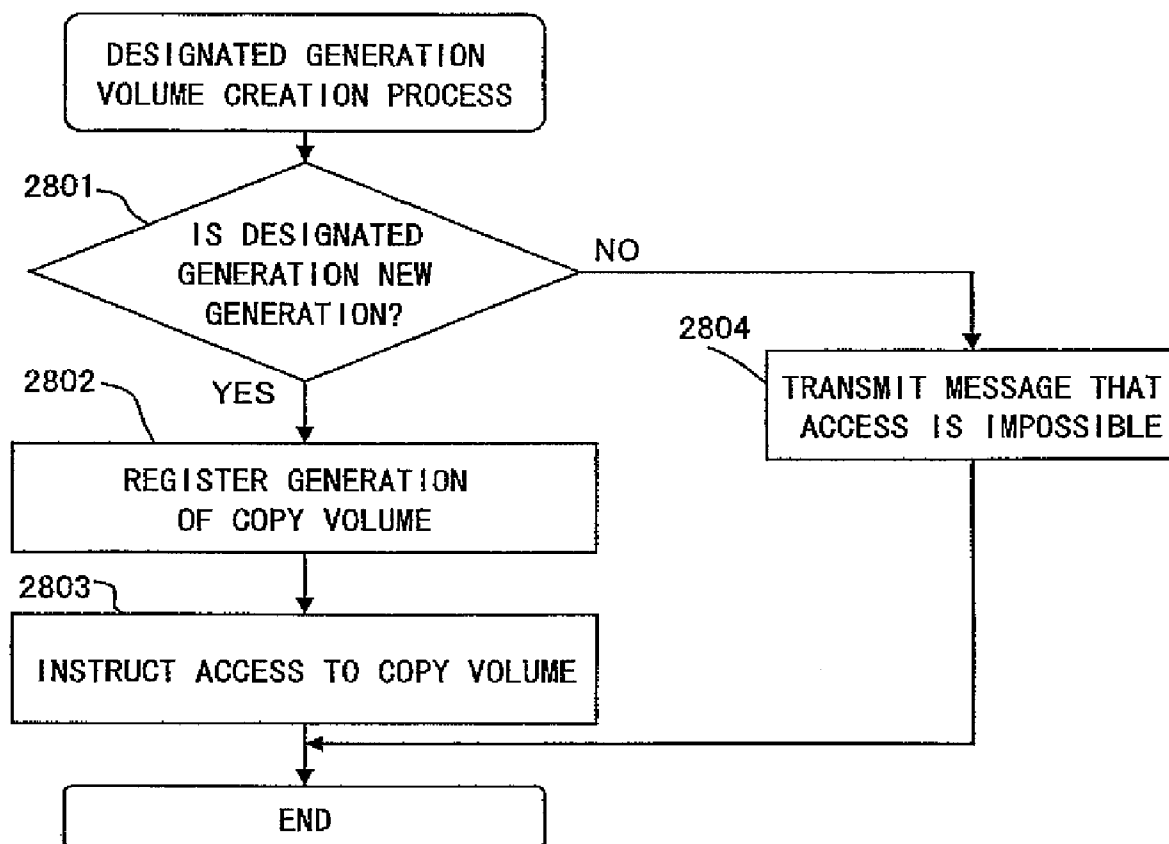 DESIGNATED GENERATION
VOLUME CREATION PROCESS
2801
IS DESIGNATED
GENERATION NEW
GENERATION?
NO
YES
2804
TRANSMIT MESSAGE THAT
ACCESS IS IMPOSSIBLE
2802
REGISTER GENERATION
OF COPY VOLUME
2803
INSTRUCT ACCESS TO COPY VOLUME
END